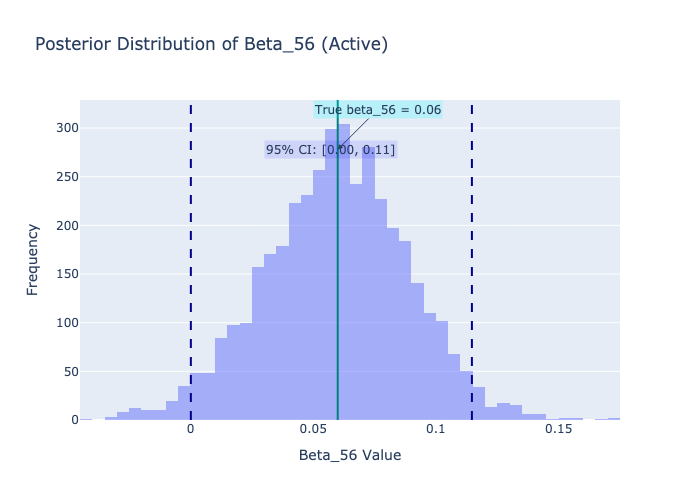 Posterior Distribution of Beta_56 (Active)
True beta_56 = 0.06
95% CI: [0.00, 0.11]
300
250
200
150
100
50
0
Frequency
0
0.05
0.1
0.15
Beta_56 Value